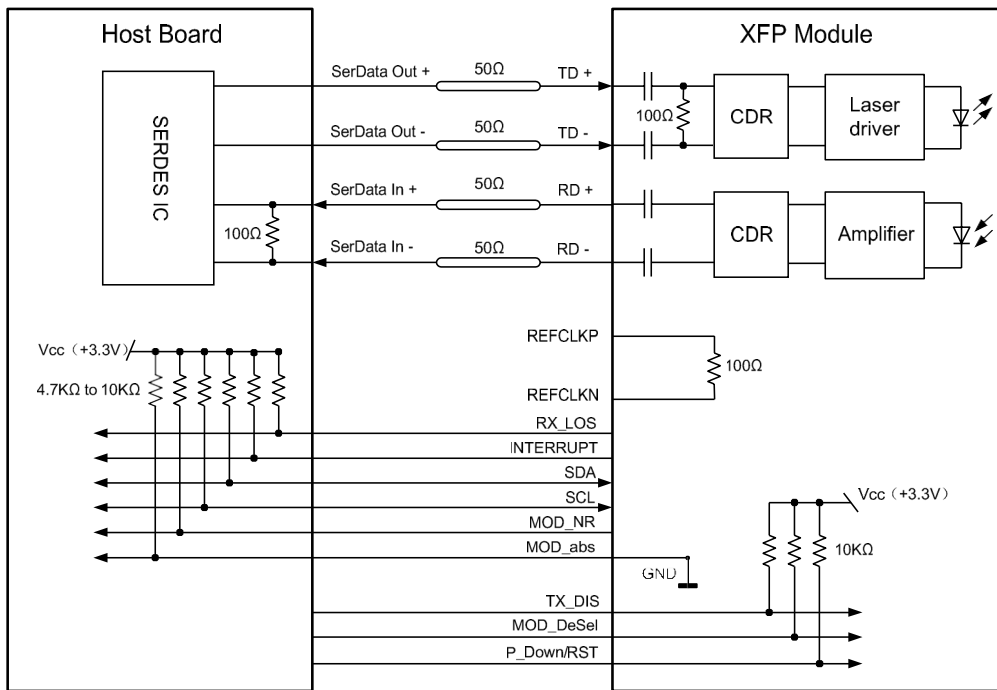 Host Board
XFP Module
SERDES IC
SerData Out +
50Ω
TD +
SerData Out -
50Ω
TD -
100Ω
CDR
Laser
driver
SerData In +
50Ω
RD +
100Ω
SerData In -
50Ω
RD -
CDR
Amplifier
Vcc（+3.3V）
4.7KΩ to 10KΩ
REFCLKP
100Ω
REFCLKN
RX_LOS
INTERRUPT
SDA
SCL
MOD_NR
MOD_abs
GND
Vcc（+3.3V）
10KΩ
TX_DIS
MOD_DeSel
P_Down/RST